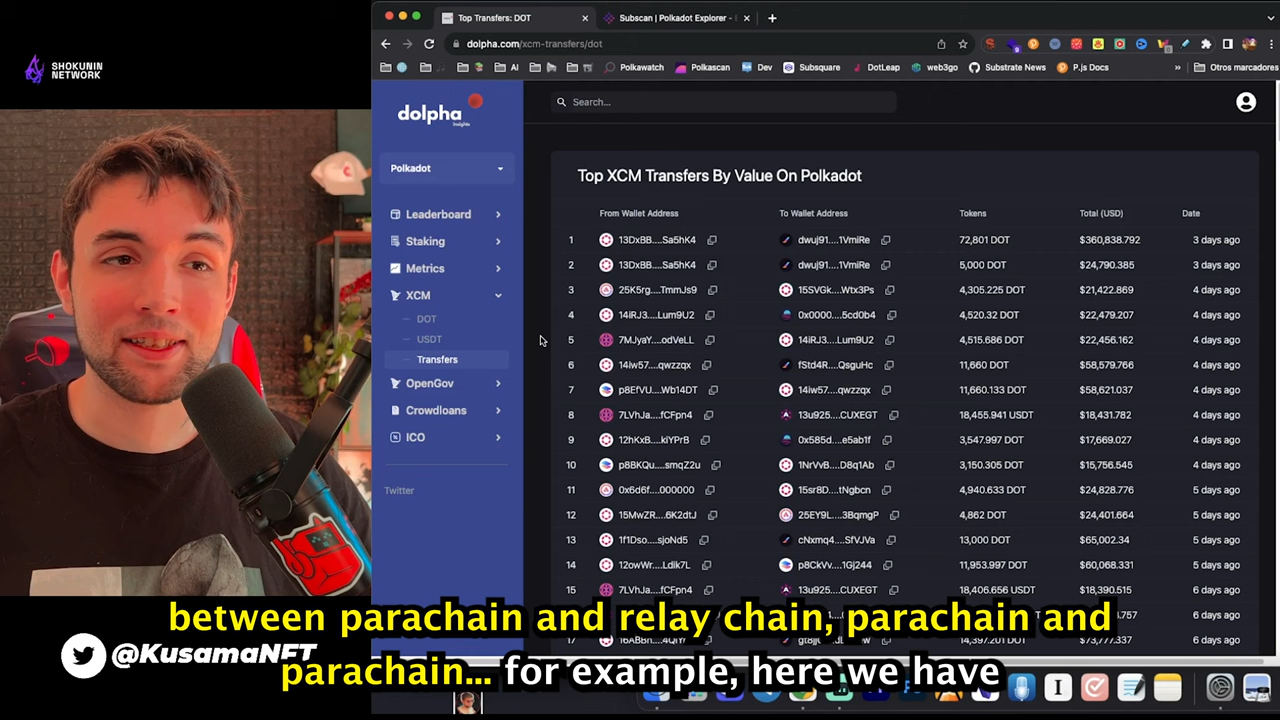 SHOKUNIN
NETWORK
Top Transfers: DOT
Subscan | Polkadot Explorer -
dolpha.com/xcm-transfers/dot
AI
Polkawatch
Polkascan
Dev
Subsquare
DotLeap
web3go
Substrate News
P.js Docs
»
Otros marcadores
dolpha
insights
Search...
Polkadot
Leaderboard
Staking
Metrics
XCM
DOT
USDT
Transfers
OpenGov
Crowdloans
ICO
Twitter
Top XCM Transfers By Value On Polkadot
From Wallet Address To Wallet Address Tokens Total (USD) Date
1 13DxBB....Sa5hK4 dwuj91....1VmiRe 72,801 DOT $360,838.792 3 days ago
2 13DxBB....Sa5hK4 dwuj91....1VmiRe 5,000 DOT $24,790.385 3 days ago
3 25K5rg....TmmJs9 15SVGk....Wtx3Ps 4,305.225 DOT $21,422.869 4 days ago
4 14iRJ3....Lum9U2 0x0000....5cd0b4 4,520.32 DOT $22,479.207 4 days ago
5 7MJyaY....odVeLL 14iRJ3....Lum9U2 4,515.686 DOT $22,456.162 4 days ago
6 14iw57....qwzzqx fStd4R....QsguHc 11,660 DOT $58,579.766 4 days ago
7 p8EfVU....Wb14DT 14iw57....qwzzqx 11,660.133 DOT $58,621.037 4 days ago
8 7LVhJa....fCFpn4 13u925....CUXEGT 18,455.941 USDT $18,431.782 4 days ago
9 12hKxB....kiYPrB 0x585d....e5ab1f 3,547.997 DOT $17,669.027 4 days ago
10 p8BKQu....smqZ2u 1NrVvB....D8q1Ab 3,150.305 DOT $15,756.545 4 days ago
11 0x6d6f....000000 15sr8D....tNgbcn 4,940.633 DOT $24,828.776 5 days ago
12 15MwZR....6K2dtJ 25EY9L....3BqmgP 4,862 DOT $24,401.664 5 days ago
13 1f1Dso....sjoNd5 cNxmq4....SfVJVa 13,000 DOT $65,002.34 5 days ago
14 12owWr....Ldik7L p8CkVV....1Gj244 11,953.997 DOT $60,068.331 5 days ago
15 7LVhJa....fCFpn4 13u925....CUXEGT 18,406.656 USDT $18,390.515 6 days ago
6 days ago
17 14,397.201 DOT 6 days ago
between parachain and relay chain, parachain and
parachain... for example, here we have
@KusamaNFT